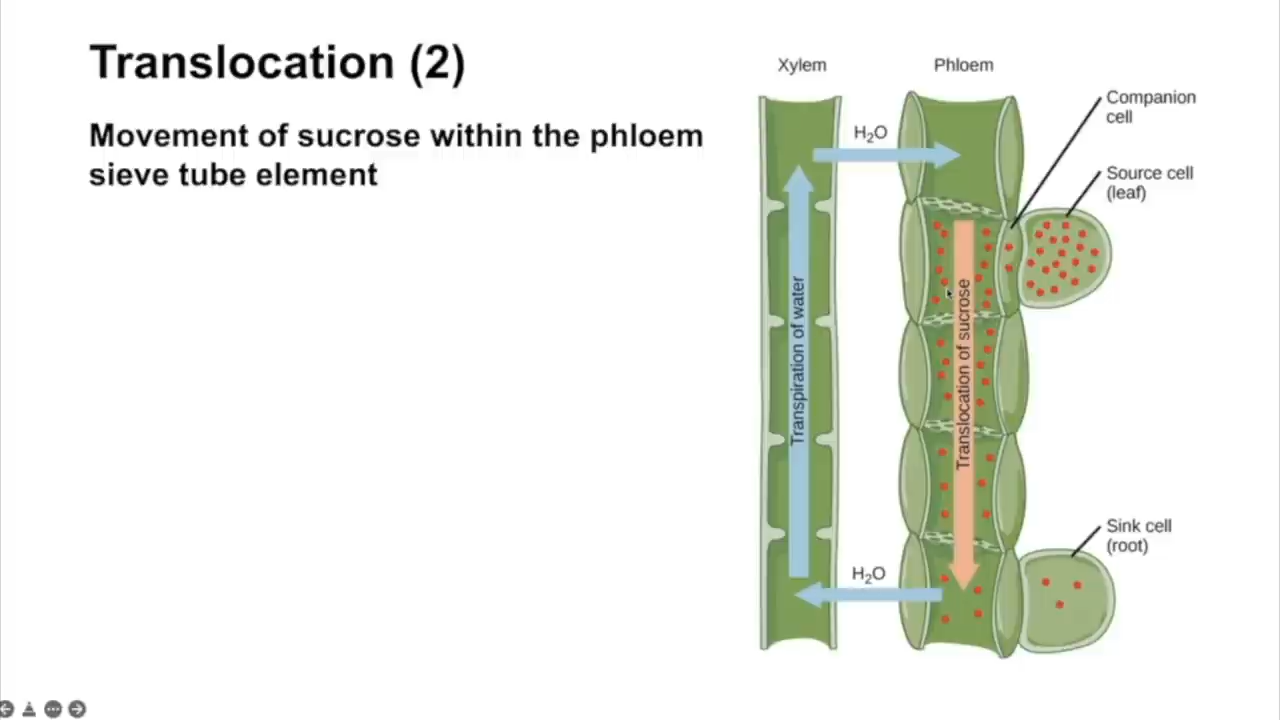 Translocation (2)
Movement of sucrose within the phloem
sieve tube element
Xylem
Phloem
Companion
cell
H₂O
Source cell
(leaf)
Transpiration of water
Translocation of sucrose
Sink cell
(root)
H₂O